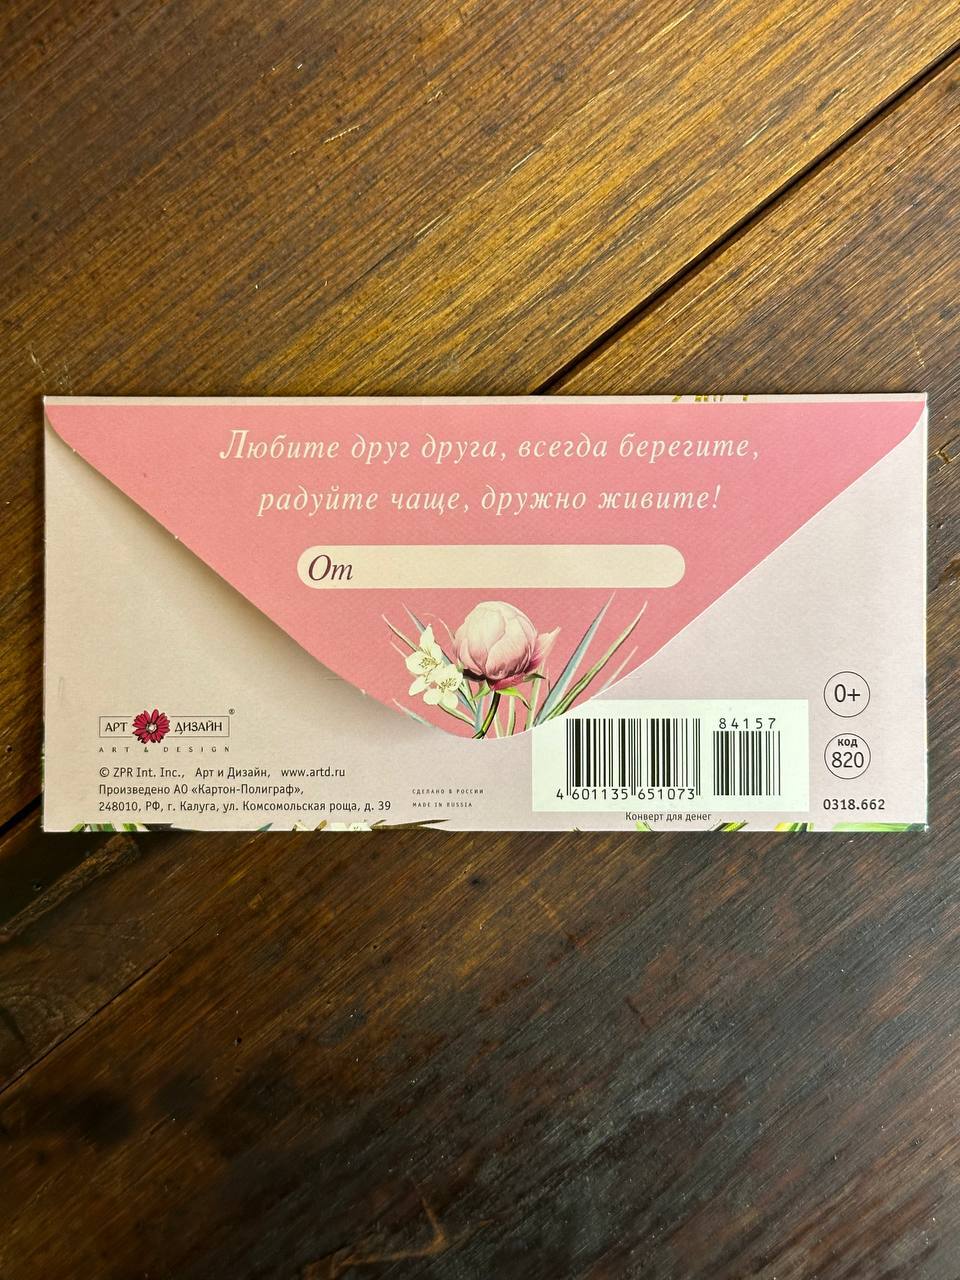 Любите друг друга, всегда берегите,
радуйте чаще, дружно живите!
От
АРТ ДИЗАЙН ®
ART & DESIGN
© ZPR Int. Inc., Арт и Дизайн, www.artd.ru
Произведено АО «Картон-Полиграф»,
248010, РФ, г. Калуга, ул. Комсомольская роща, д. 39
СДЕЛАНО В РОССИИ
MADE IN RUSSIA
84157
4 601135 651073
Конверт для денег
0+
код
820
0318.662